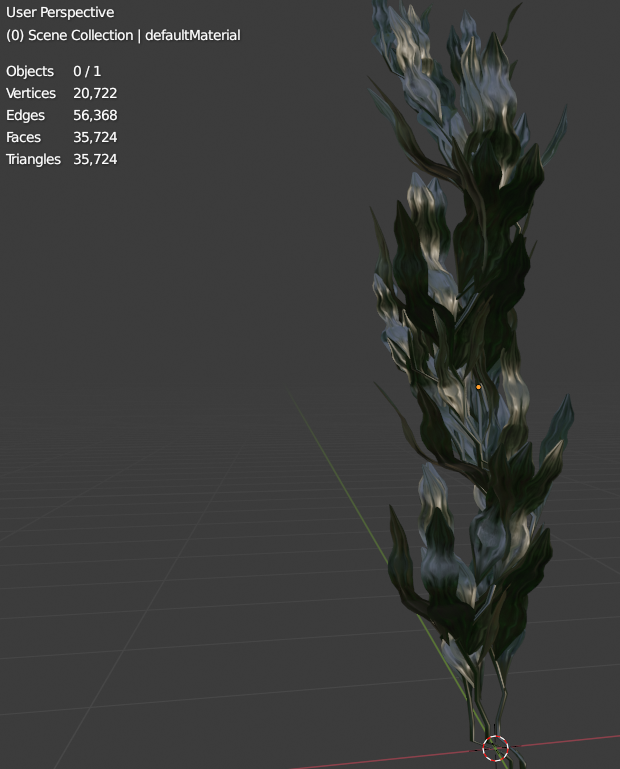 User Perspective
(0) Scene Collection | defaultMaterial
Objects 0 / 1
Vertices 20,722
Edges 56,368
Faces 35,724
Triangles 35,724